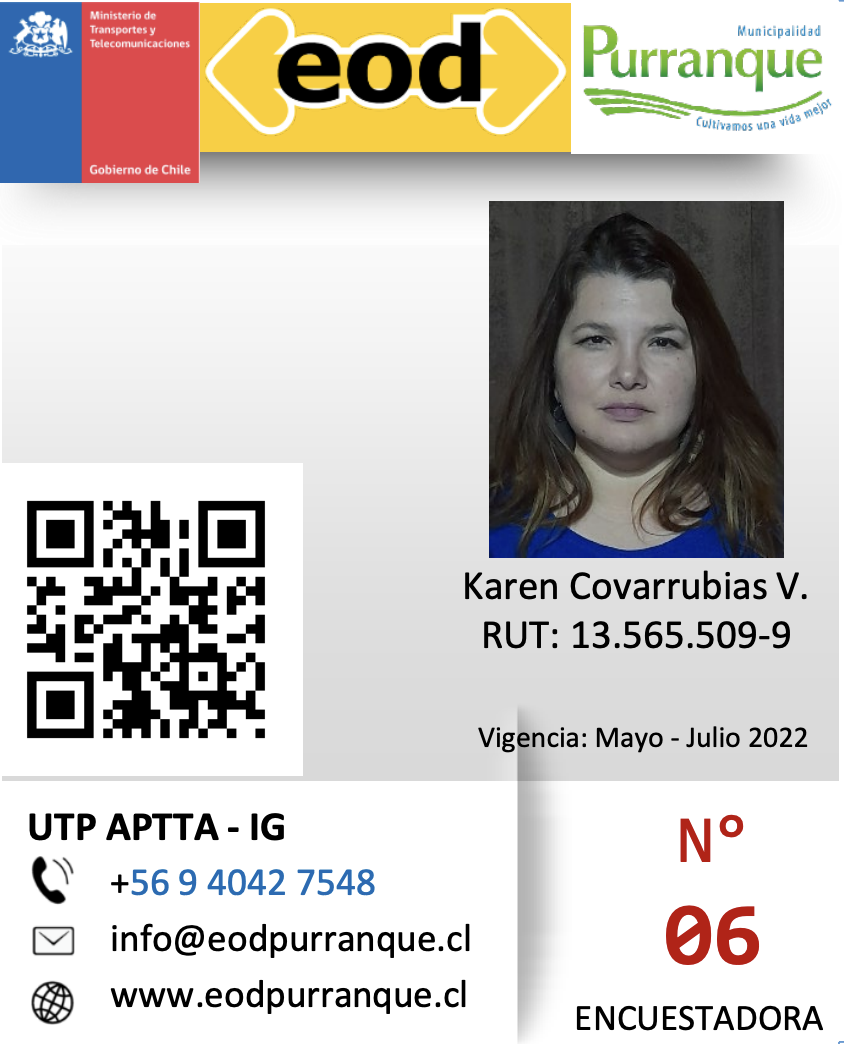 Ministerio de
Transportes y
Telecomunicaciones
Gobierno de Chile
eod
Municipalidad
Purranque
Cultivamos una vida mejor
Karen Covarrubias V.
RUT: 13.565.509-9
Vigencia: Mayo - Julio 2022
UTP APTTA - IG
+56 9 4042 7548
info@eodpurranque.cl
www.eodpurranque.cl
N°
06
ENCUESTADORA